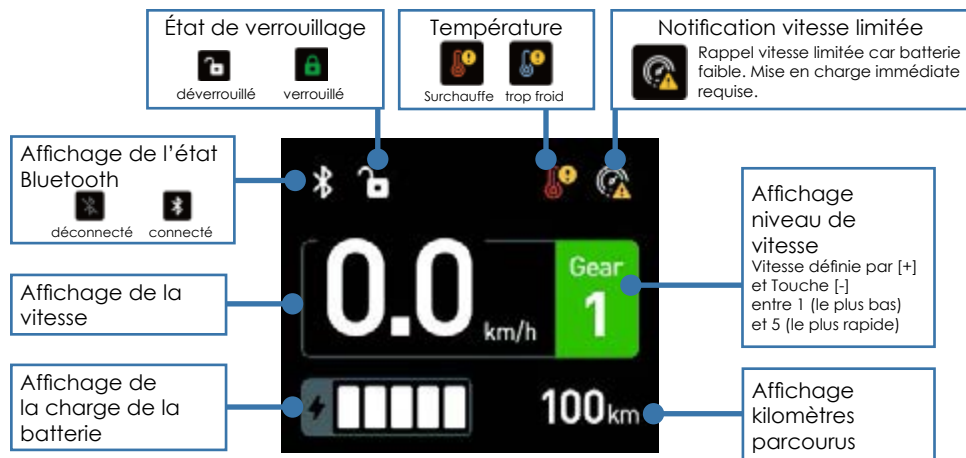 État de verrouillage
déverrouillé
verrouillé
Température
Surchauffe
trop froid
Notification vitesse limitée
Rappel vitesse limitée car batterie
faible. Mise en charge immédiate
requise.
Affichage de l'état
Bluetooth
déconnecté
connecté
Affichage de la
vitesse
Affichage de
la charge de la
batterie
0.0
km/h
Gear
1
100km
Affichage
niveau de
vitesse
Vitesse définie par [+]
et Touche [-]
entre 1 (le plus bas)
et 5 (le plus rapide)
Affichage
kilomètres
parcourus